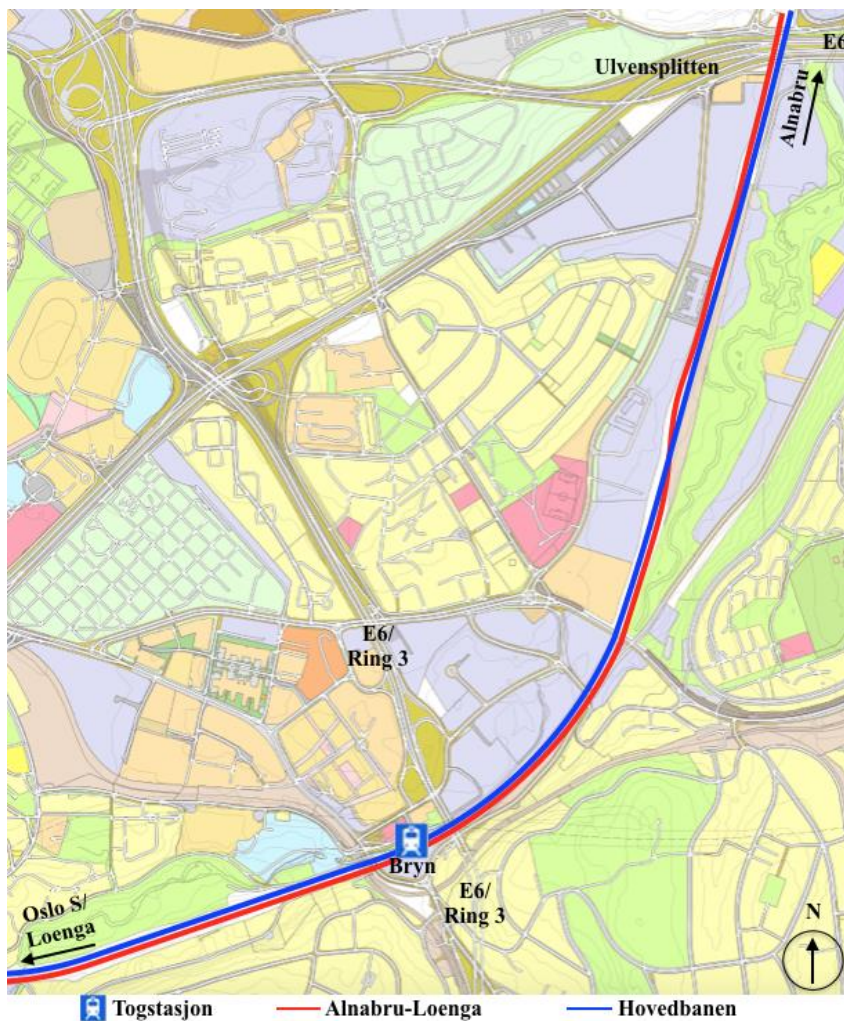 E6
Ulvensplitten
Alnabru
E6/
Ring 3
Bryn
E6/
Ring 3
Oslo S/
Loenga
N
Togstasjon
Alnabru-Loenga
Hovedbanen